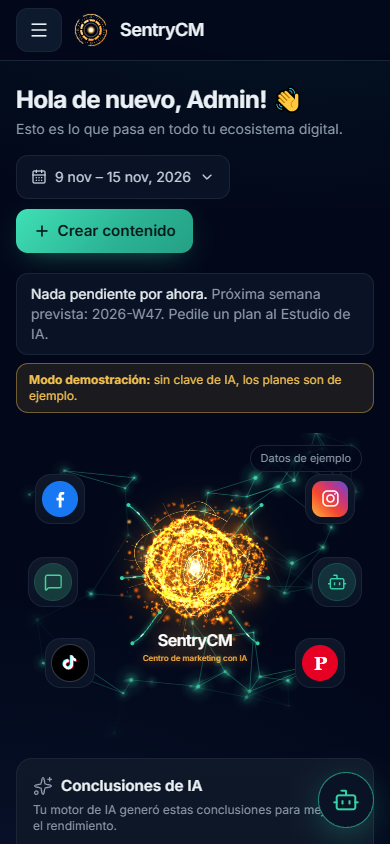 SentryCM
Hola de nuevo, Admin! 👋
Esto es lo que pasa en todo tu ecosistema digital.
9 nov – 15 nov, 2026
+ Crear contenido
Nada pendiente por ahora. Próxima semana
prevista: 2026-W47. Pedile un plan al Estudio de
IA.
Modo demostración: sin clave de IA, los planes son de
ejemplo.
Datos de ejemplo
SentryCM
Centro de marketing con IA
Conclusiones de IA
Tu motor de IA generó estas conclusiones para
el rendimiento.